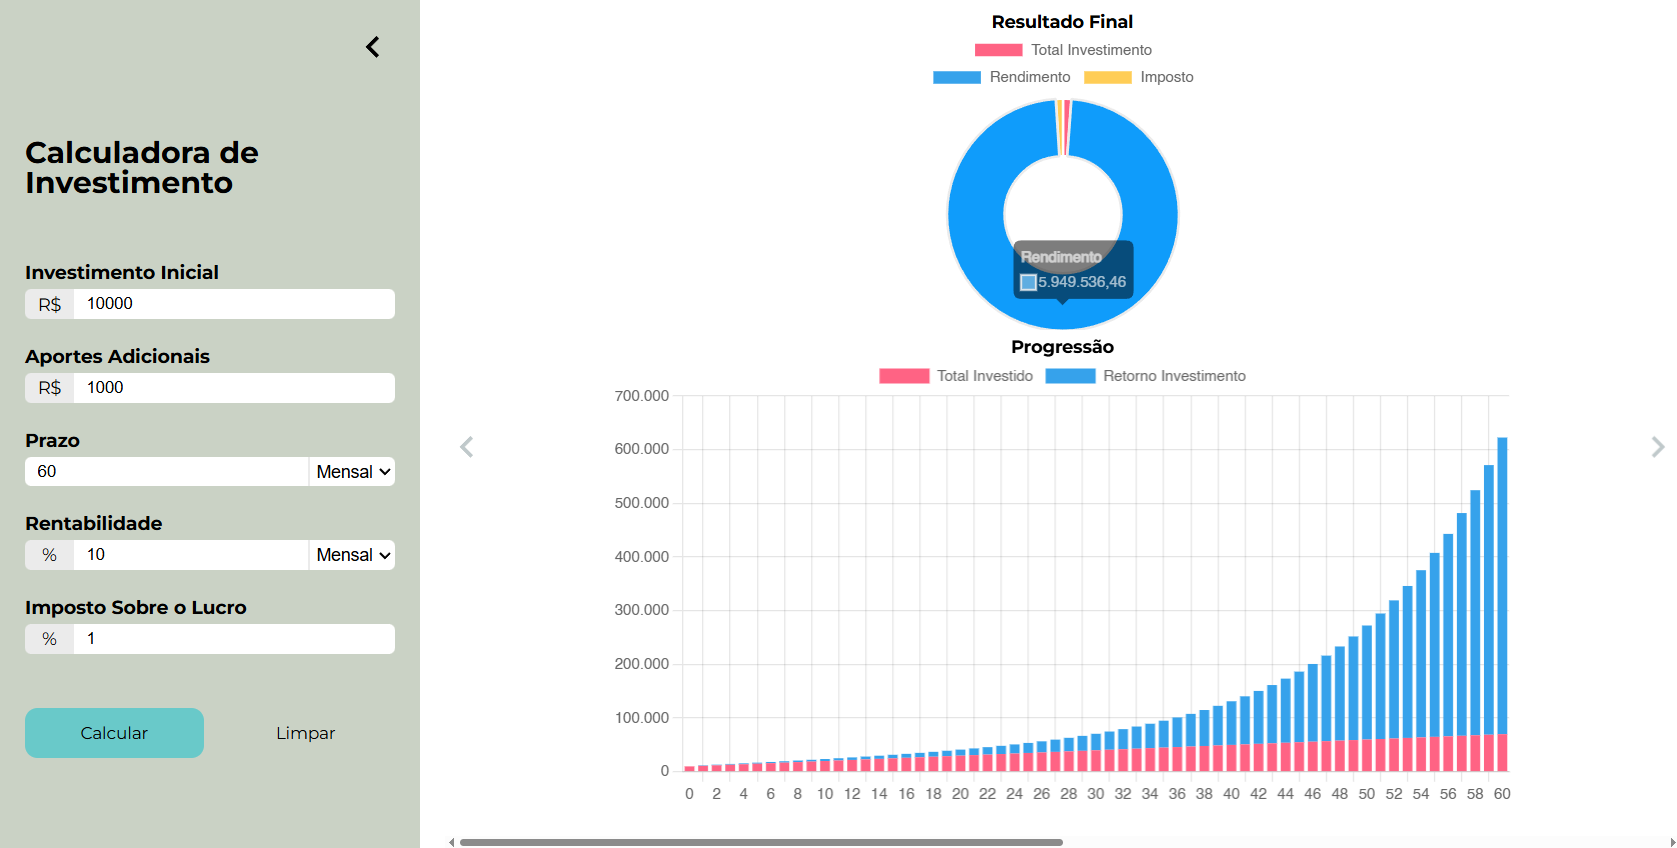 Calculadora de
Investimento
Investimento Inicial
R$ 10000
Aportes Adicionais
R$ 1000
Prazo
60 Mensal
Rentabilidade
% 10 Mensal
Imposto Sobre o Lucro
% 1
Calcular Limpar
Resultado Final
Total Investimento
Rendimento Imposto
Rendimento
5.949.536,46
Progressão
Total Investido Retorno Investimento
700.000
600.000
500.000
400.000
300.000
200.000
100.000
0
0 2 4 6 8 10 12 14 16 18 20 22 24 26 28 30 32 34 36 38 40 42 44 46 48 50 52 54 56 58 60